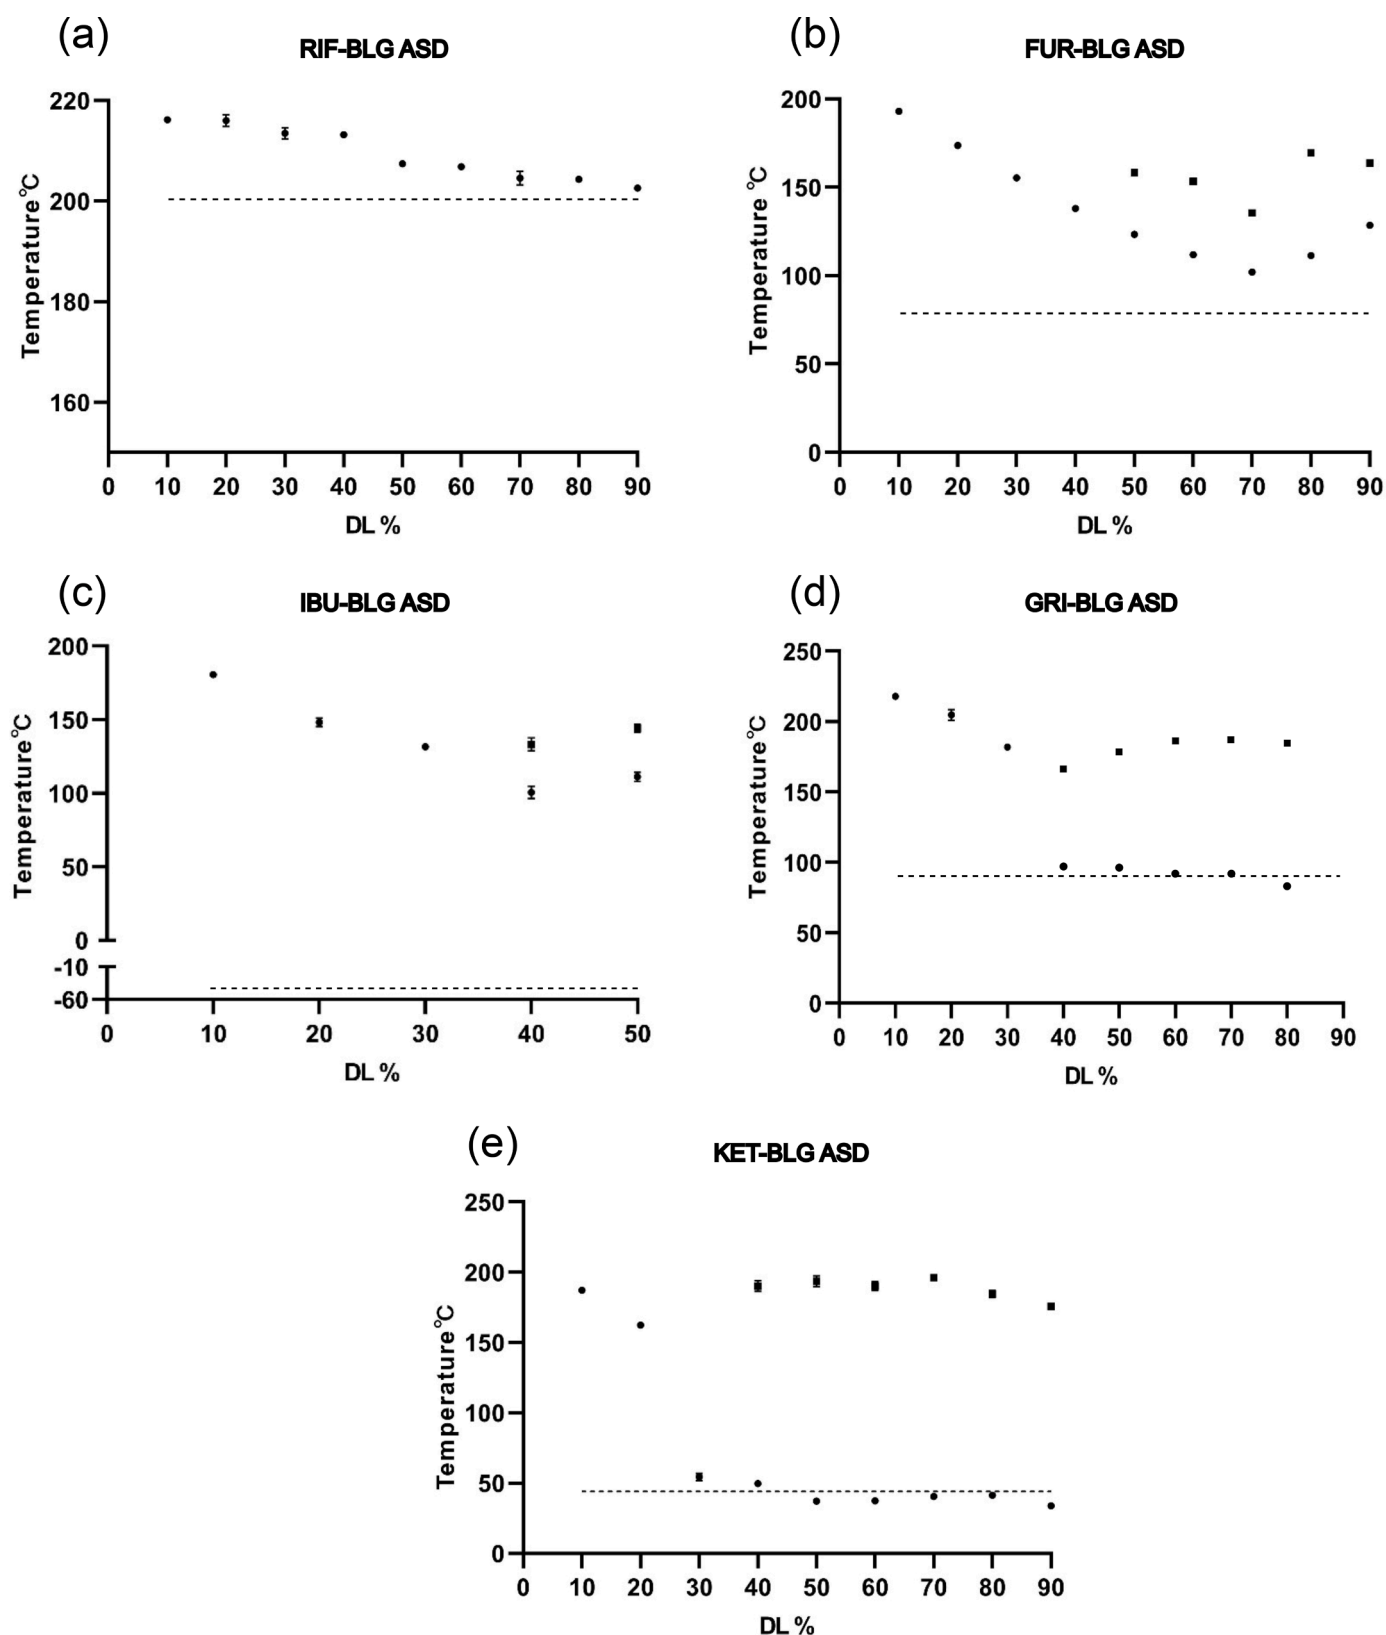 (a)
RIF-BLG ASD
Temperature °C
220
200
180
160
0 10 20 30 40 50 60 70 80 90
DL %
(b)
FUR-BLG ASD
Temperature °C
200
150
100
50
0
0 10 20 30 40 50 60 70 80 90
DL %
(c)
IBU-BLG ASD
Temperature °C
200
150
100
50
0
-10
-60
0 10 20 30 40 50
DL %
(d)
GRI-BLG ASD
Temperature °C
250
200
150
100
50
0
0 10 20 30 40 50 60 70 80 90
DL %
(e)
KET-BLG ASD
Temperature °C
250
200
150
100
50
0
0 10 20 30 40 50 60 70 80 90
DL %